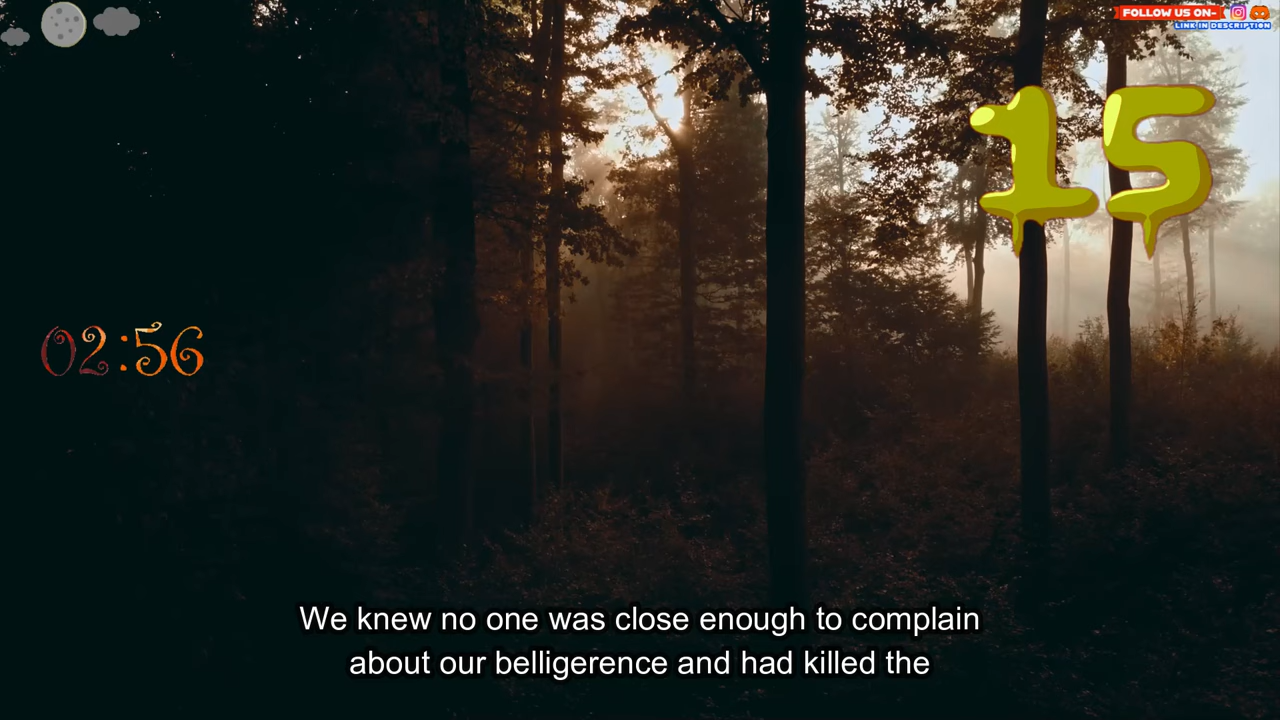 FOLLOW US ON-
LINK IN DESCRIPTION
15
02:56
We knew no one was close enough to complain
about our belligerence and had killed the